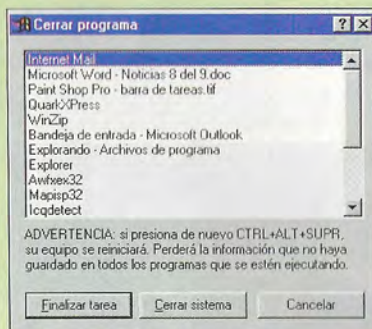 Cerrar programa
Internet Mail
Microsoft Word - Noticias 8 del 9.doc
Paint Shop Pro - barra de tareas.tif
QuarkXPress
WinZip
Bandeja de entrada - Microsoft Outlook
Explorando - Archivos de programa
Explorer
Awfxex32
Mapisp32
Icqdetect
ADVERTENCIA: si presiona de nuevo CTRL+ALT+SUPR,
su equipo se reiniciará. Perderá la información que no haya
guardado en todos los programas que se estén ejecutando.
Finalizar tarea
Cerrar sistema
Cancelar